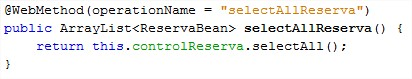 @WebMethod(operationName = "selectAllReserva")
public ArrayList<ReservaBean> selectAllReserva() {
    return this.controlReserva.selectAll();
}